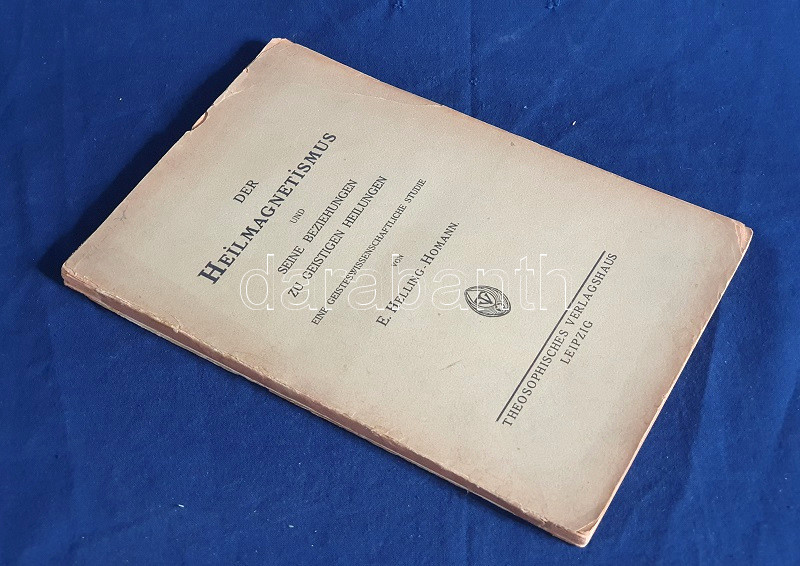 DER
HEiLMAGNETiSMUS
UND
SEINE BEZIEHUNGEN
ZU GEISTIGEN HEILUNGEN
EINE GEISTESWISSENSCHAFTLICHE STUDIE
VON
E. HELLING-HOMANN.
THEOSOPHISCHES VERLAGSHAUS
LEIPZIG
darabanth